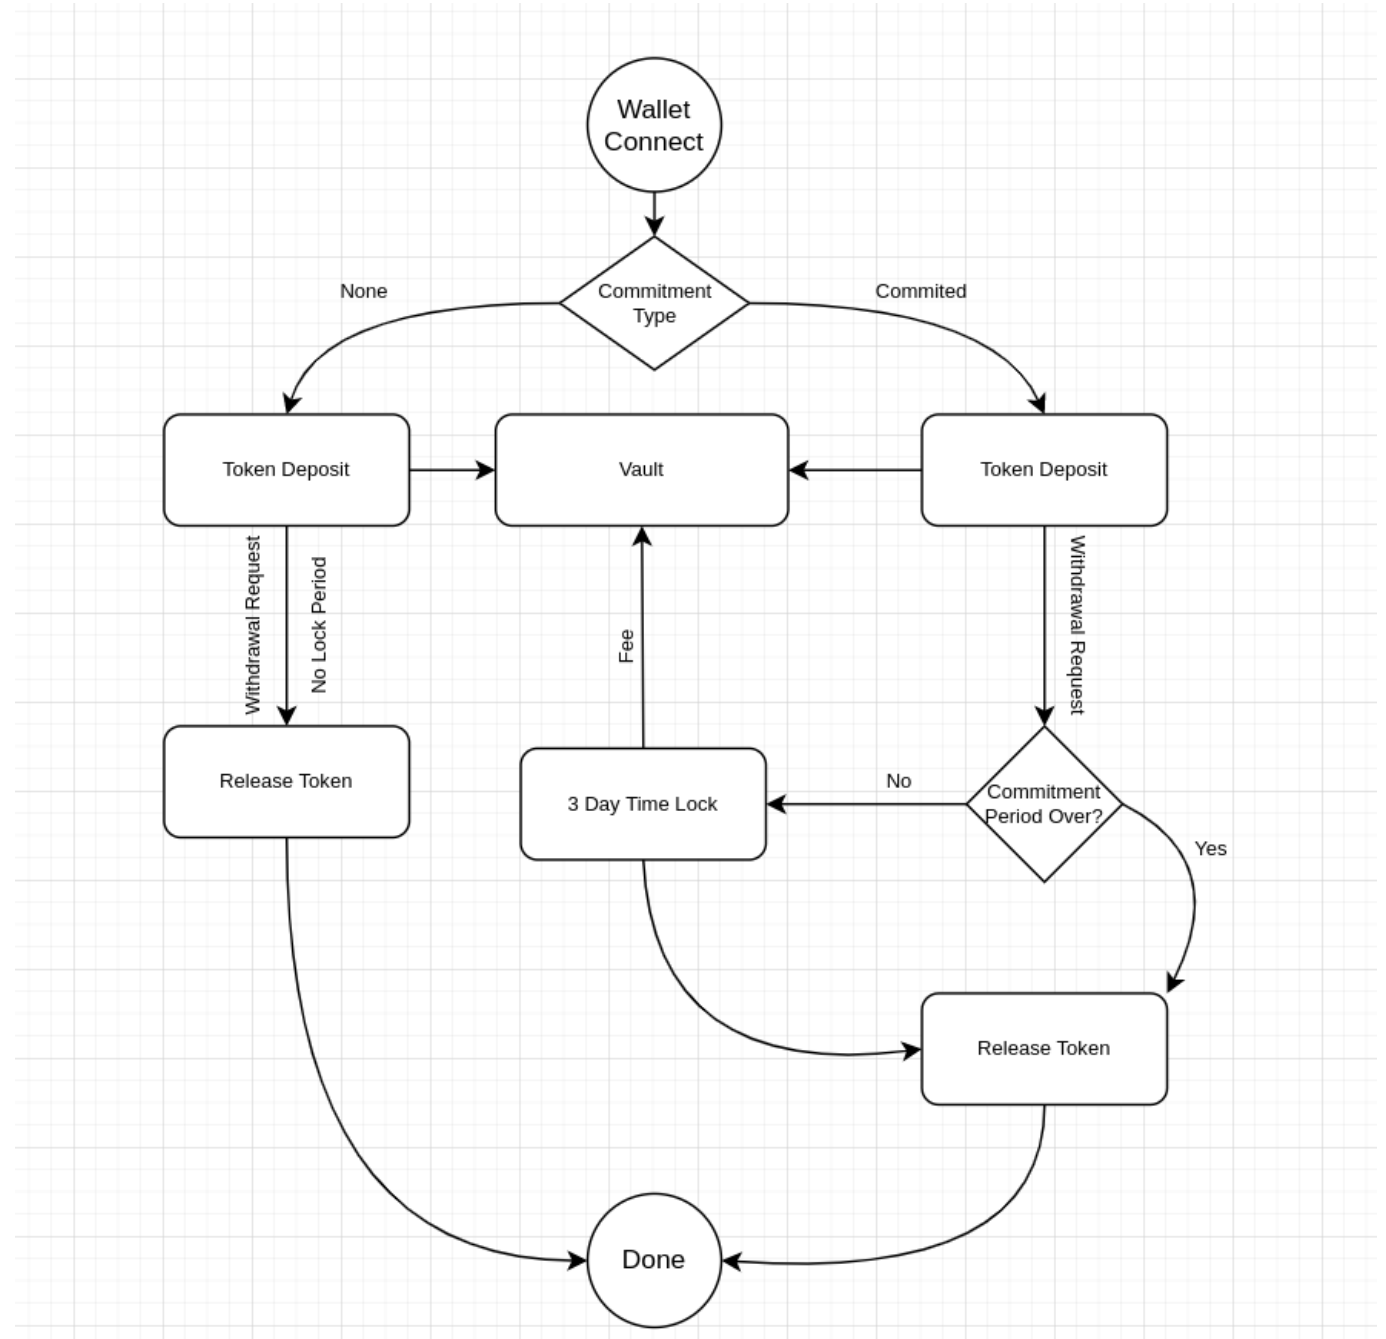 Wallet
Connect
Commitment
Type
None
Commited
Token Deposit
Vault
Token Deposit
Withdrawal Request
No Lock Period
Fee
Withdrawal Request
Release Token
3 Day Time Lock
No
Commitment
Period Over?
Yes
Release Token
Done